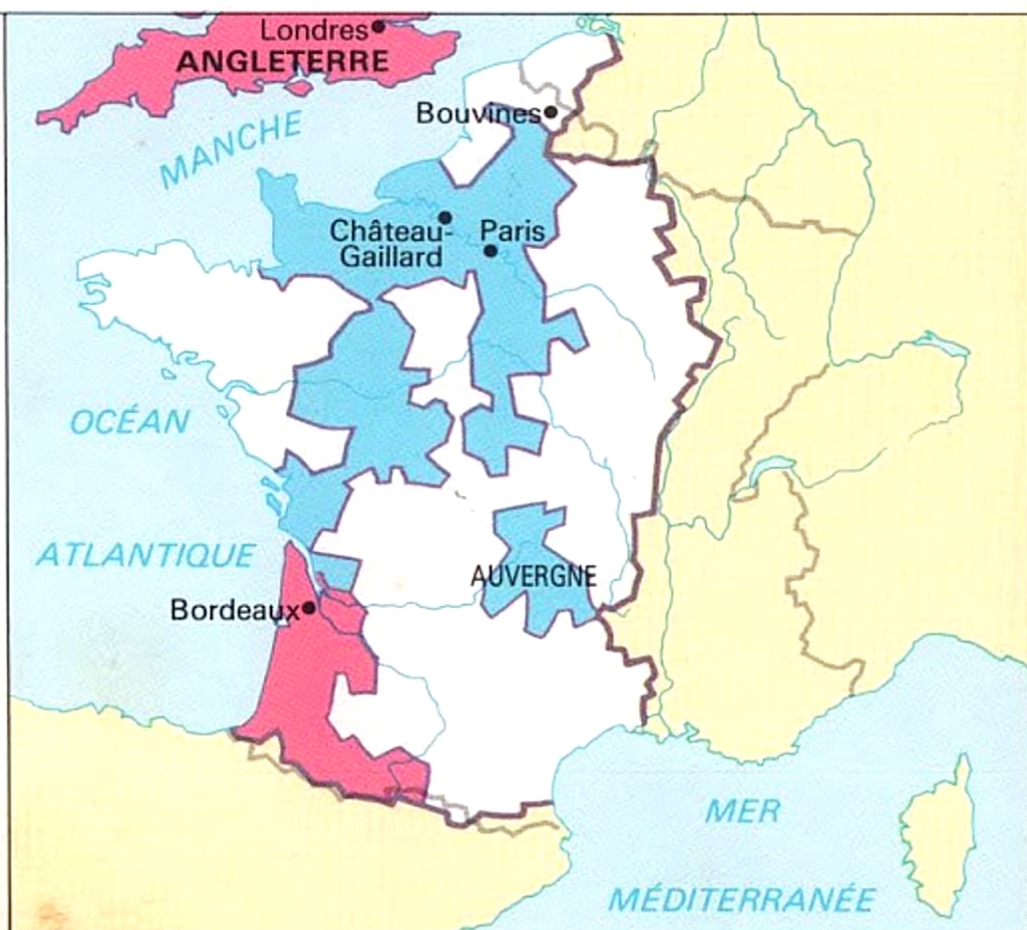 Londres
ANGLETERRE
MANCHE
Bouvines
Château-
Gaillard
Paris
OCÉAN
ATLANTIQUE
AUVERGNE
Bordeaux
MER
MÉDITERRANÉE